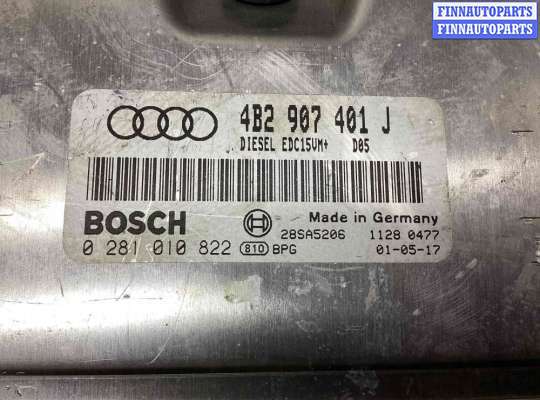 FINNAUTOPARTS
FINNAUTOPARTS
4B2 907 401 J
DIESEL EDC15VM+ D05
BOSCH
Made in Germany
28SA5206 1128 0477
0 281 010 822 810 BPG 01-05-17